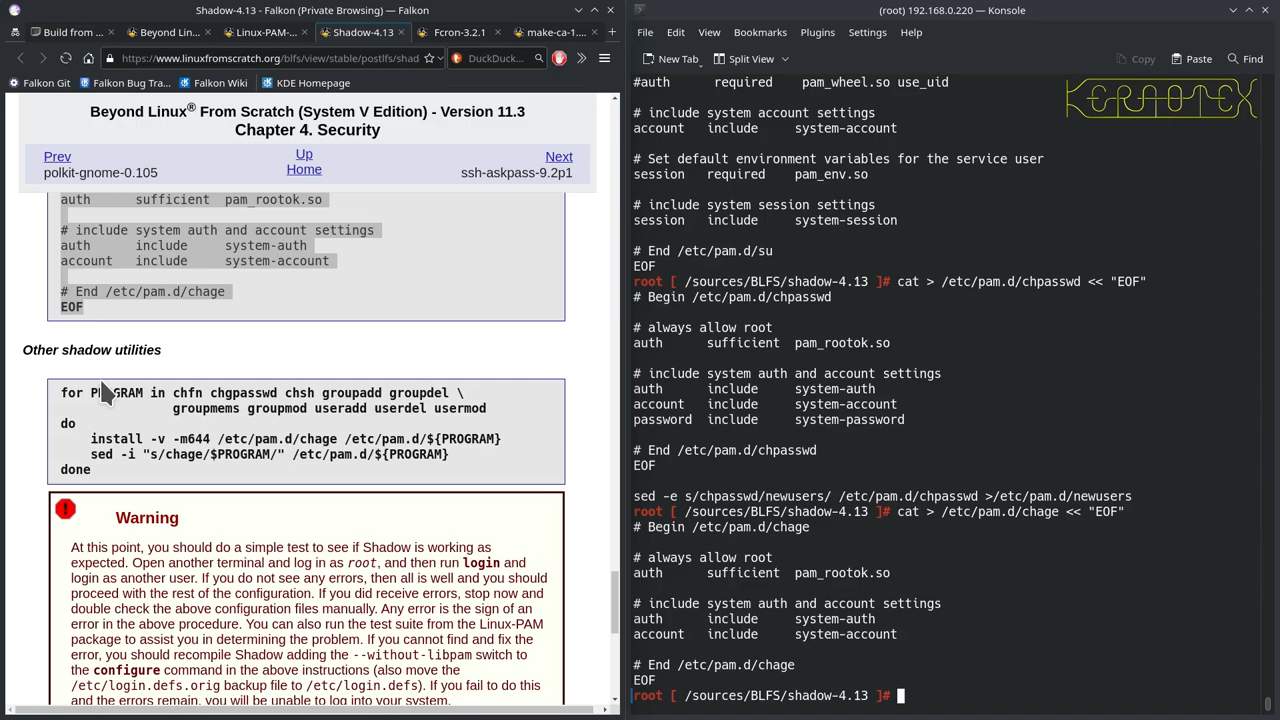 Shadow-4.13 - Falkon (Private Browsing) — Falkon
Build from ...
Beyond Lin...
Linux-PAM-...
Shadow-4.13
Fcron-3.2.1
make-ca-1....
https://www.linuxfromscratch.org/blfs/view/stable/postlfs/shad
DuckDuck...
Falkon Git
Falkon Bug Tra...
Falkon Wiki
KDE Homepage
Beyond Linux® From Scratch (System V Edition) - Version 11.3
Chapter 4. Security
Prev
Up
Next
polkit-gnome-0.105
Home
ssh-askpass-9.2p1
auth sufficient pam_rootok.so
# include system auth and account settings
auth include system-auth
account include system-account
# End /etc/pam.d/chage
EOF
Other shadow utilities
for PROGRAM in chfn chgpasswd chsh groupadd groupdel \
groupmems groupmod useradd userdel usermod
do
install -v -m644 /etc/pam.d/chage /etc/pam.d/${PROGRAM}
sed -i "s/chage/$PROGRAM/" /etc/pam.d/${PROGRAM}
done
Warning
At this point, you should do a simple test to see if Shadow is working as
expected. Open another terminal and log in as root, and then run login and
login as another user. If you do not see any errors, then all is well and you should
proceed with the rest of the configuration. If you did receive errors, stop now and
double check the above configuration files manually. Any error is the sign of an
error in the above procedure. You can also run the test suite from the Linux-PAM
package to assist you in determining the problem. If you cannot find and fix the
error, you should recompile Shadow adding the --without-libpam switch to
the configure command in the above instructions (also move the
/etc/login.defs.orig backup file to /etc/login.defs). If you fail to do this
and the errors remain, you will be unable to log into your system.
(root) 192.168.0.220 — Konsole
File Edit View Bookmarks Plugins Settings Help
New Tab
Split View
Copy
Paste
Find
KERAOTEX
#auth required pam_wheel.so use_uid
# include system account settings
account include system-account
# Set default environment variables for the service user
session required pam_env.so
# include system session settings
session include system-session
# End /etc/pam.d/su
EOF
root [ /sources/BLFS/shadow-4.13 ]# cat > /etc/pam.d/chpasswd << "EOF"
# Begin /etc/pam.d/chpasswd
# always allow root
auth sufficient pam_rootok.so
# include system auth and account settings
auth include system-auth
account include system-account
password include system-password
# End /etc/pam.d/chpasswd
EOF
sed -e s/chpasswd/newusers/ /etc/pam.d/chpasswd >/etc/pam.d/newusers
root [ /sources/BLFS/shadow-4.13 ]# cat > /etc/pam.d/chage << "EOF"
# Begin /etc/pam.d/chage
# always allow root
auth sufficient pam_rootok.so
# include system auth and account settings
auth include system-auth
account include system-account
# End /etc/pam.d/chage
EOF
root [ /sources/BLFS/shadow-4.13 ]#